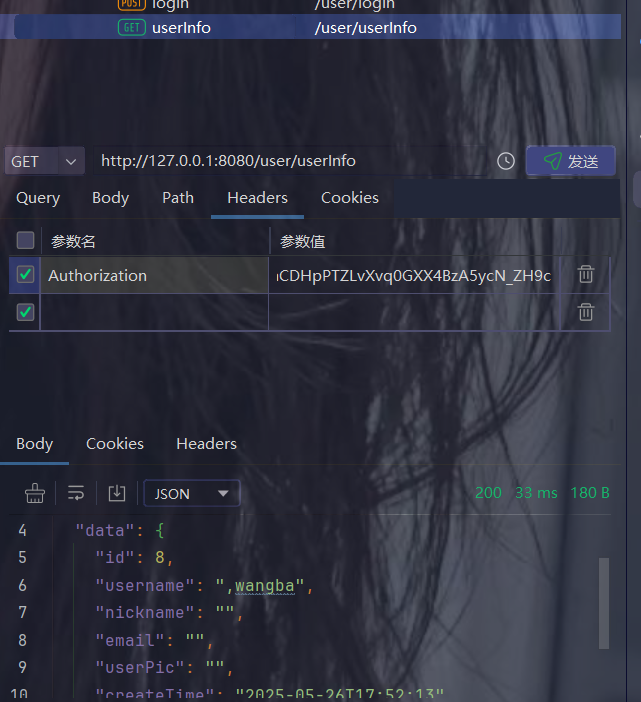 POST login /user/login
GET userInfo /user/userInfo
GET http://127.0.0.1:8080/user/userInfo 发送
Query Body Path Headers Cookies
参数名 参数值
Authorization CDHpPTZLvXvq0GXX4BzA5ycN_ZH9c
Body Cookies Headers
JSON 200 33 ms 180 B
4 "data": {
5 "id": 8,
6 "username": ",wangba",
7 "nickname": "",
8 "email": "",
9 "userPic": "",
10 "createTime": "2025-05-26T17:52:13"